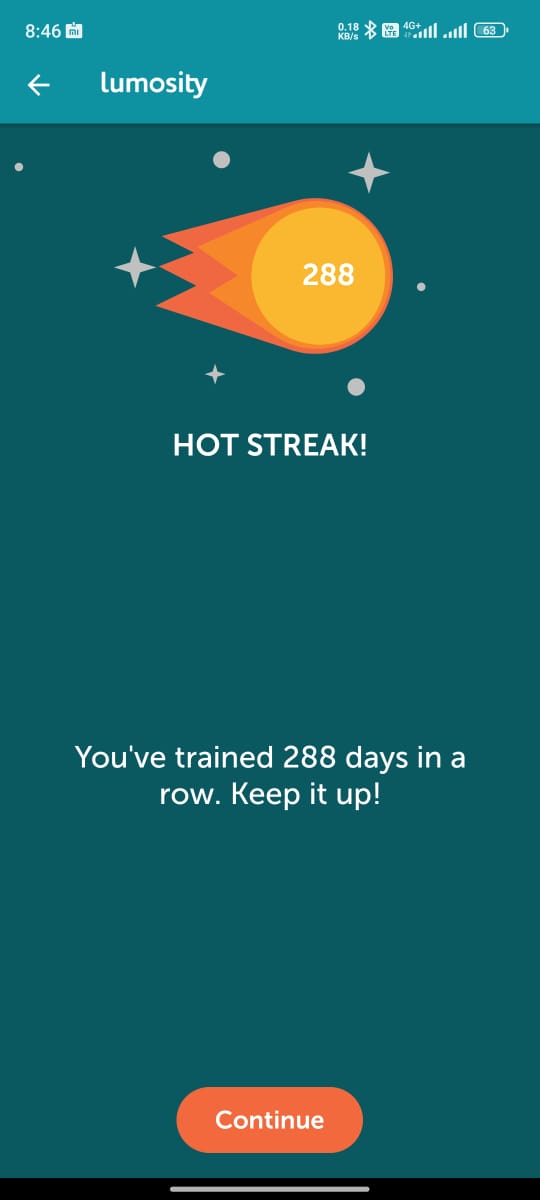 8:46 mi 0.18 KB/s Vo LTE 4G+ 63
lumosity
288
HOT STREAK!
You've trained 288 days in a
row. Keep it up!
Continue